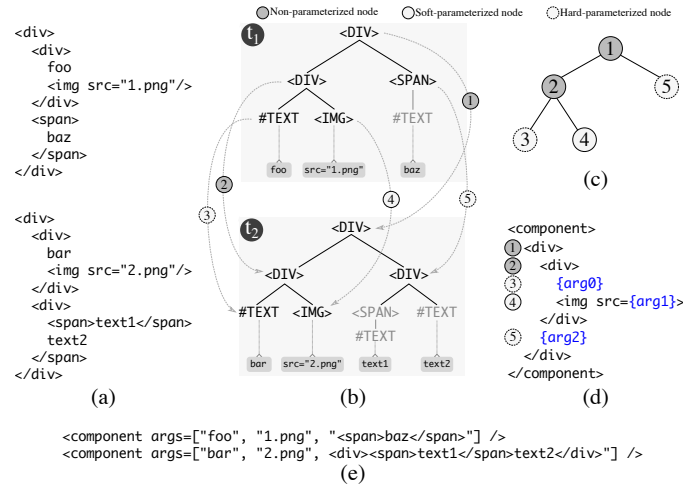 Non-parameterized node Soft-parameterized node Hard-parameterized node
<div>
<div>
foo
<img src="1.png"/>
</div>
<span>
baz
</span>
</div>
<div>
<div>
bar
<img src="2.png"/>
</div>
<div>
<span>text1</span>
text2
</span>
</div>
(a)
t1
<DIV>
<DIV> <SPAN>
1
#TEXT <IMG> #TEXT
foo src="1.png" baz
2 4 5
3
t2
<DIV>
<DIV> <DIV>
#TEXT <IMG> <SPAN> #TEXT
#TEXT
bar src="2.png" text1 text2
(b)
1
2 5
3 4
(c)
<component>
1 <div>
2 <div>
3 {arg0}
4 <img src={arg1}>
</div>
5 {arg2}
</div>
</component>
(d)
<component args=["foo", "1.png", "<span>baz</span>"] />
<component args=["bar", "2.png", <div><span>text1</span>text2</div>"] />
(e)